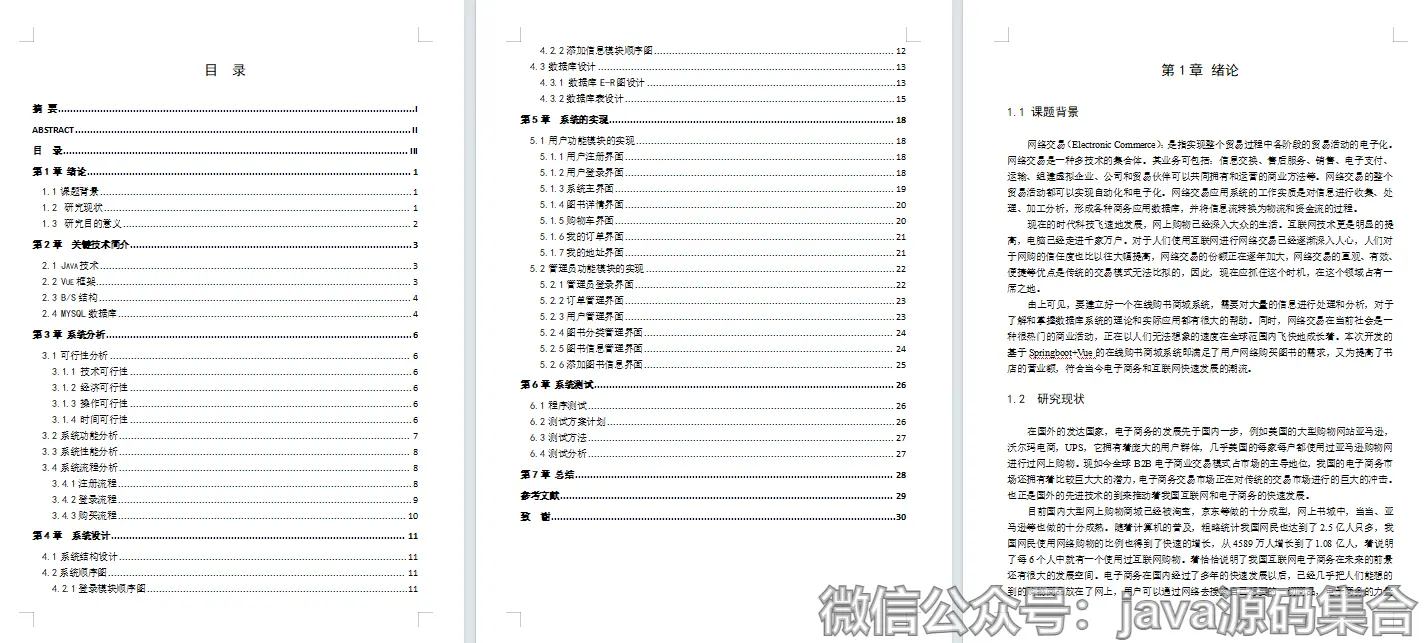 目 录
摘 要 I
ABSTRACT II
目 录 III
第 1 章 绪论 1
1.1 课题背景 1
1.2 研究现状 1
1.3 研究目的意义 2
第 2 章 关键技术简介 3
2.1 JAVA 技术 3
2.2 VUE 框架 3
2.3 B/S 结构 4
2.4 MYSQL 数据库 4
第 3 章 系统分析 6
3.1 可行性分析 6
3.1.1 技术可行性 6
3.1.2 经济可行性 6
3.1.3 操作可行性 6
3.1.4 时间可行性 6
3.2 系统功能分析 7
3.3 系统性能分析 8
3.4 系统流程分析 8
3.4.1 注册流程 8
3.4.2 登录流程 9
3.4.3 购买流程 10
第 4 章 系统设计 11
4.1 系统结构设计 11
4.2 系统顺序图 11
4.2.1 登录模块顺序图 11
4.2.2 添加信息模块顺序图 12
4.3 数据库设计 13
4.3.1 数据库 E-R 图设计 13
4.3.2 数据库表设计 15
第 5 章 系统的实现 18
5.1 用户功能模块的实现 18
5.1.1 用户注册界面 18
5.1.2 用户登录界面 18
5.1.3 系统主界面 19
5.1.4 图书详情界面 20
5.1.5 购物车界面 20
5.1.6 我的订单界面 21
5.1.7 我的地址界面 21
5.2 管理员功能模块的实现 22
5.2.1 管理员登录界面 22
5.2.2 订单管理界面 23
5.2.3 用户管理界面 23
5.2.4 图书分类管理界面 24
5.2.5 图书信息管理界面 24
5.2.6 添加图书信息界面 25
第 6 章 系统测试 26
6.1 程序测试 26
6.2 测试方案计划 26
6.3 测试方法 27
6.4 测试分析 27
第 7 章 总结 28
参考文献 29
致 谢 30
第 1 章 绪论
1.1 课题背景
网络交易（Electronic Commerce）：是指实现整个贸易过程中各阶段的贸易活动的电子化。
网络交易是一种多技术的集合体。其业务可包括：信息交换、售后服务、销售、电子支付、
运输、组建虚拟企业、公司和贸易伙伴可以共同拥有和运营的商业方法等。网络交易的整个
贸易活动都可以实现自动化和电子化。网络交易应用系统的工作实质是对信息进行收集、处
理、加工分析，形成各种商务应用数据库，并将信息流转换为物流和资金流的过程。
现在的时代科技飞速地发展，网上购物已经深入大众的生活。互联网技术更是明显的提
高，电脑已经走进千家万户。对于人们使用互联网进行网络交易已经逐渐深入人心，人们对
于网购的信任度也比以往大幅提高，网络交易的份额正在逐年加大，网络交易的直观、有效、
便捷等优点是传统的交易模式无法比拟的，因此，现在应抓住这个时机，在这个领域占有一
席之地。
由上可见，要建立好一个在线购书商城系统，需要对大量的信息进行处理和分析，对于
了解和掌握数据库系统的理论和实际应用都有很大的帮助。同时，网络交易在当前社会是一
种很热门的商业活动，正在以人们无法想象的速度在全球范围内飞快地成长着。本次开发的
基于 Springboot+Vue 的在线购书商城系统即满足了用户网络购买图书的需求，又为提高了书
店的营业额，符合当今电子商务和互联网快速发展的潮流。
1.2 研究现状
在国外的发达国家，电子商务的发展先于国内一步，例如美国的大型购物网站亚马逊，
沃尔玛电商，UPS，它拥有着庞大的用户群体，几乎美国的每家每户都使用过亚马逊购物网
进行过网上购物。现如今全球 B2B 电子商业交易模式占市场的主导地位，我国的电子商务市
场还拥有着比较巨大大的潜力，电子商务交易市场正在对传统的交易市场进行的巨大的冲击。
也正是国外的先进技术的到来推动着我国互联网和电子商务的快速发展。
目前国内大型网上购物商城已经被淘宝，京东等做的十分成型，网上书城中，当当、亚
马逊等也做的十分成熟。随着计算机的普及，粗略统计我国网民也达到了 2.5 亿人只多，我
国网民使用网络购物的比例也得到了快速的增长，从 4589 万人增长到了 1.08 亿人，着说明
了每 6 个人中就有一个使用过互联网购物。着恰恰说明了我国互联网电子商务在未来的前景
还有很大的发展空间。电子商务在国内经过了多年的快速发展以后，已经几乎把人们能想的
到的购物商品放在了网上，用户可以通过网络去搜索自己想要的一切商品，电子商务的力量
微信公众号：java源码集合